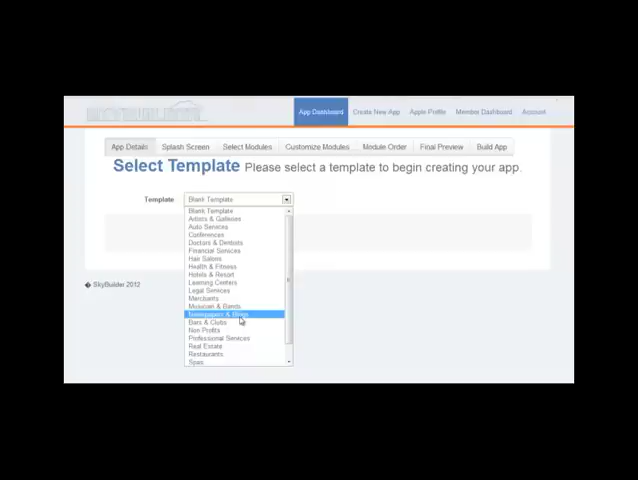 App Dashboard Create New App Apple Profile Member Dashboard Account
App Details Splash Screen Select Modules Customize Modules Module Order Final Preview Build App
Select Template Please select a template to begin creating your app.
Template Blank Template
Blank Template
Artists & Galleries
Auto Services
Conferences
Doctors & Dentists
Financial Services
Hair Salons
Health & Fitness
Hotels & Resort
Learning Centers
Legal Services
Merchants
Musician & Bands
Newspapers & Blogs
Bars & Clubs
Non Profits
Professional Services
Real Estate
Restaurants
Spas
� SkyBuilder 2012